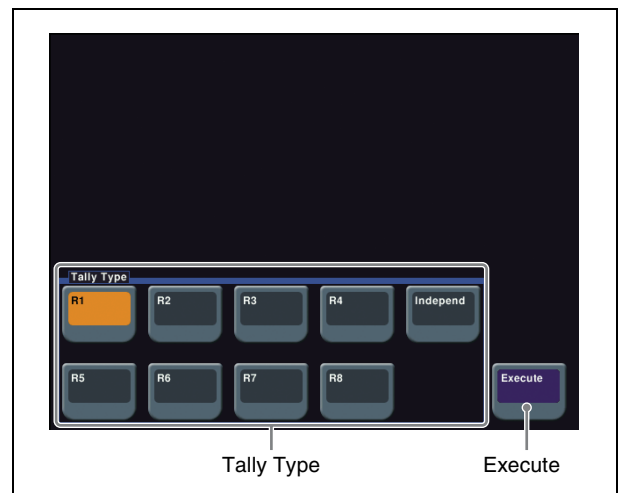 Tally Type
R1 R2 R3 R4 Independ
R5 R6 R7 R8 Execute
Tally Type Execute